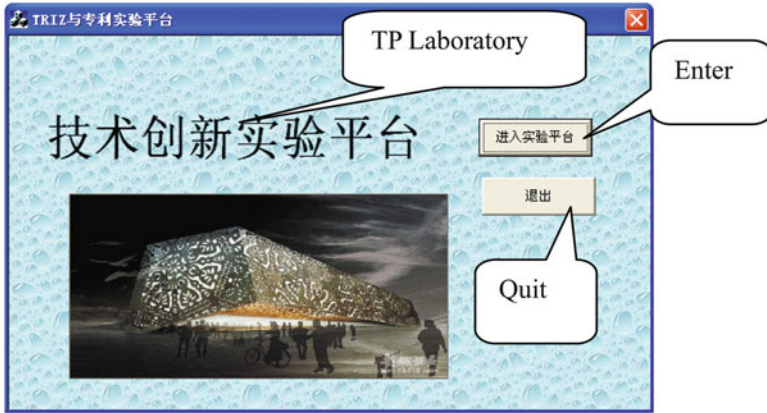 TRIZ与专利实验平台
TP Laboratory
Enter
技术创新实验平台
进入实验平台
退出
Quit